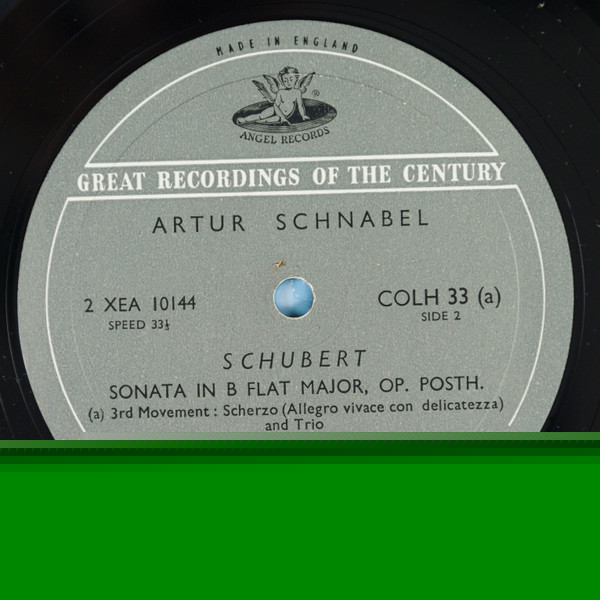 MADE IN ENGLAND
®
ANGEL RECORDS
GREAT RECORDINGS OF THE CENTURY
ARTUR SCHNABEL
2 XEA 10144
SPEED 33⅓
COLH 33 (a)
SIDE 2
SCHUBERT
SONATA IN B FLAT MAJOR, OP. POSTH.
(a) 3rd Movement : Scherzo (Allegro vivace con delicatezza)
and Trio